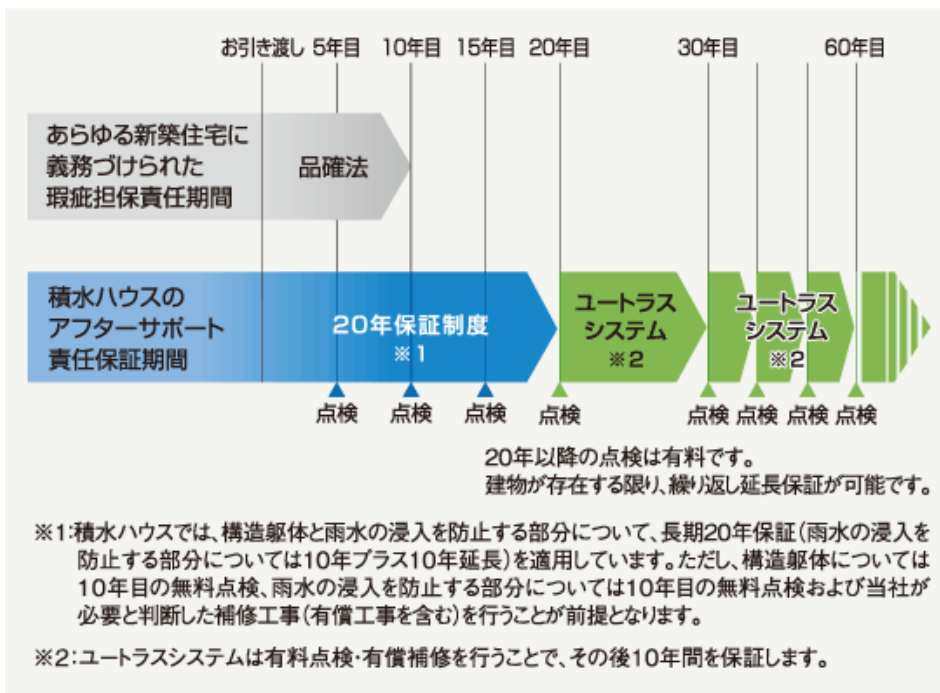 お引き渡し 5年目 10年目 15年目 20年目 30年目 60年目
あらゆる新築住宅に
義務づけられた
瑕疵担保責任期間
品確法
積水ハウスの
アフターサポート
責任保証期間
20年保証制度
※1
ユートラス
システム
※2
ユートラス
システム
※2
点検 点検 点検 点検 点検 点検 点検 点検
20年以降の点検は有料です。
建物が存在する限り、繰り返し延長保証が可能です。
※1:積水ハウスでは、構造躯体と雨水の浸入を防止する部分について、長期20年保証(雨水の浸入を
防止する部分については10年プラス10年延長)を適用しています。ただし、構造躯体については
10年目の無料点検、雨水の浸入を防止する部分については10年目の無料点検および当社が
必要と判断した補修工事(有償工事を含む)を行うことが前提となります。
※2:ユートラスシステムは有料点検・有償補修を行うことで、その後10年間を保証します。